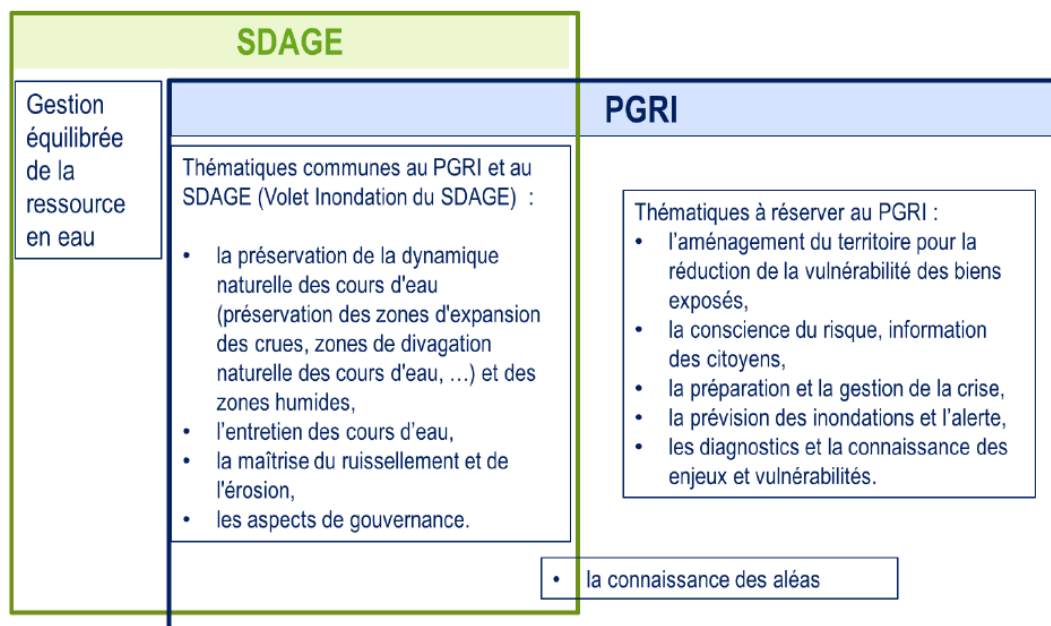 SDAGE
PGRI
Gestion
équilibrée
de la
ressource
en eau
Thématiques communes au PGRI et au
SDAGE (Volet Inondation du SDAGE) :
• la préservation de la dynamique
naturelle des cours d'eau
(préservation des zones d'expansion
des crues, zones de divagation
naturelle des cours d'eau, …) et des
zones humides,
• l’entretien des cours d’eau,
• la maîtrise du ruissellement et de
l'érosion,
• les aspects de gouvernance.
Thématiques à réserver au PGRI :
• l’aménagement du territoire pour la
réduction de la vulnérabilité des biens
exposés,
• la conscience du risque, information
des citoyens,
• la préparation et la gestion de la crise,
• la prévision des inondations et l’alerte,
• les diagnostics et la connaissance des
enjeux et vulnérabilités.
• la connaissance des aléas